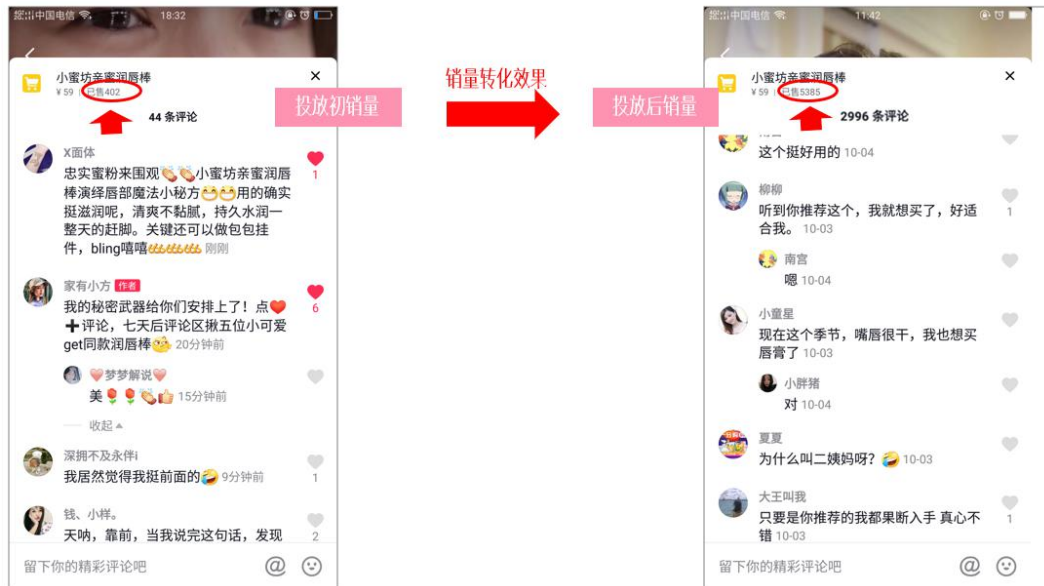 中国电信
18:32
小蜜坊亲蜜润唇棒
¥59 | 已售402
44 条评论
X面体
忠实蜜粉来围观👏👏小蜜坊亲蜜润唇
棒演绎唇部魔法小秘方😁😁用的确实
挺滋润呢，清爽不黏腻，持久水润一
整天的赶脚。关键还可以做包包挂
件，bling嘻嘻 刚刚
1
家有小方 作者
我的秘密武器给你们安排上了！点❤️
➕评论，七天后评论区揪五位小可爱
get同款润唇棒 20分钟前
6
梦梦解说
美🌹🌹👏👍 15分钟前
收起
深拥不及永伴i
我居然觉得我挺前面的🤣 9分钟前
1
钱、小样。
天呐，靠前，当我说完这句话，发现
2
留下你的精彩评论吧
@
投放初销量
销量转化效果
投放后销量
中国电信
11:42
小蜜坊亲蜜润唇棒
¥59 | 已售5385
2996 条评论
这个挺好用的 10-04
柳柳
听到你推荐这个，我就想买了，好适
合我。 10-03
1
南宫
嗯 10-04
小童星
现在这个季节，嘴唇很干，我也想买
唇膏了 10-03
小胖猪
对 10-04
夏夏
为什么叫二姨妈呀？🤣 10-03
大王叫我
只要是你推荐的我都果断入手 真心不
错 10-03
1
留下你的精彩评论吧
@